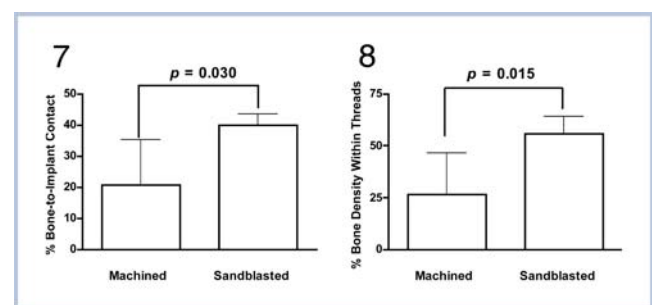 7
p = 0.030
% Bone-to-Implant Contact
50
40
30
20
10
0
Machined Sandblasted
8
p = 0.015
% Bone Density Within Threads
75
50
25
0
Machined Sandblasted